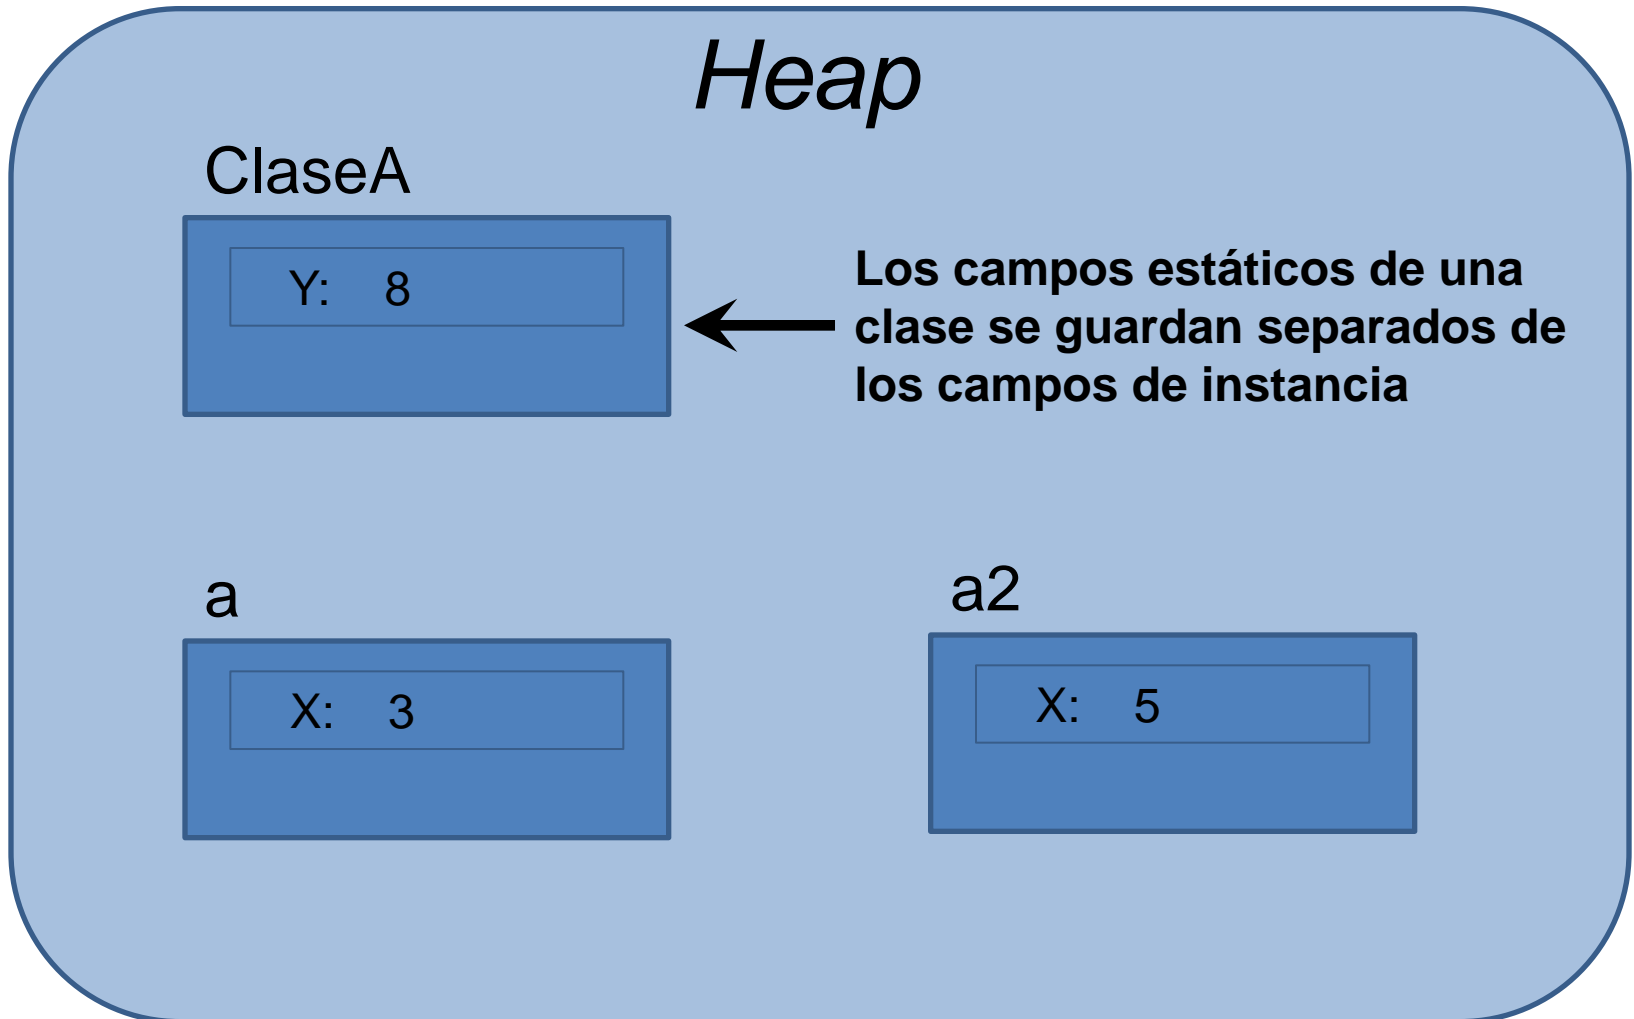 Heap
ClaseA
Y: 8
Los campos estáticos de una
clase se guardan separados de
los campos de instancia
a
X: 3
a2
X: 5